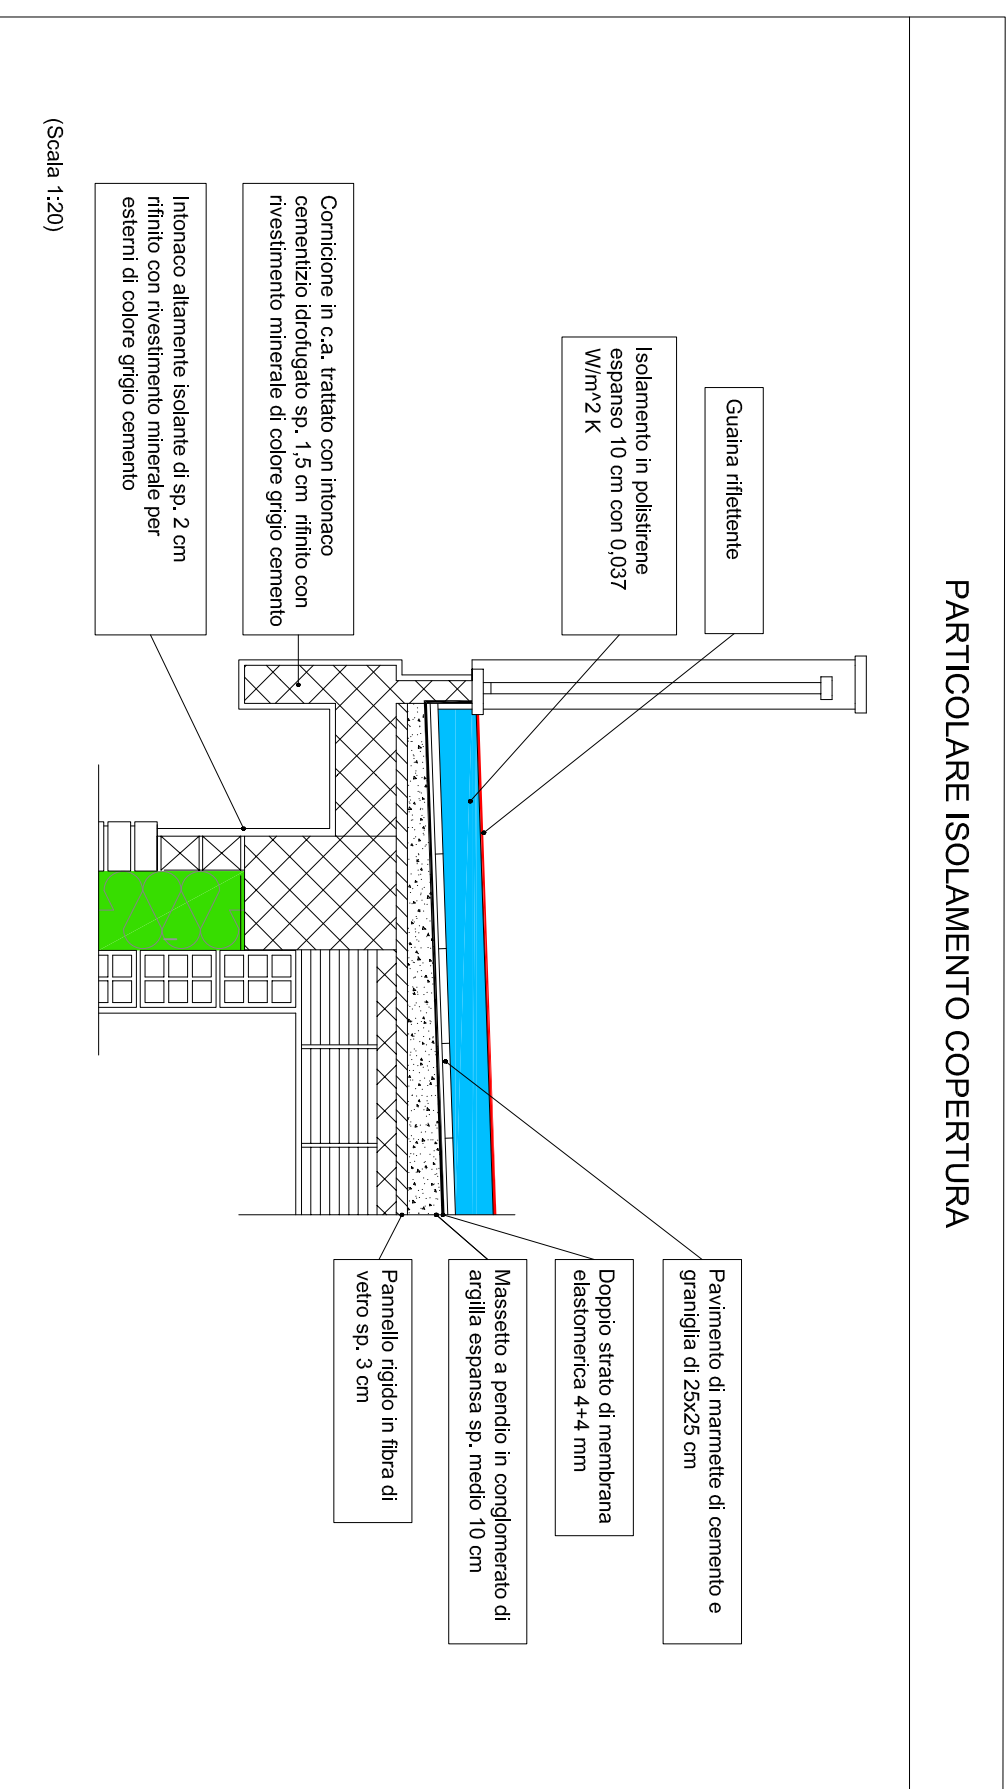 PARTICOLARE ISOLAMENTO COPERTURA
Guaina riflettente
Isolamento in polistirene
espanso 10 cm con 0,037
W/m^2 K
Cornicione in c.a. trattato con intonaco
cementizio idrofugato sp. 1,5 cm rifinito con
rivestimento minerale di colore grigio cemento
Intonaco altamente isolante di sp. 2 cm
rifinito con rivestimento minerale per
esterni di colore grigio cemento
Pavimento di marmette di cemento e
graniglia di 25x25 cm
Doppio strato di membrana
elastomerica 4+4 mm
Massetto a pendio in conglomerato di
argilla espansa sp. medio 10 cm
Pannello rigido in fibra di
vetro sp. 3 cm
(Scala 1:20)